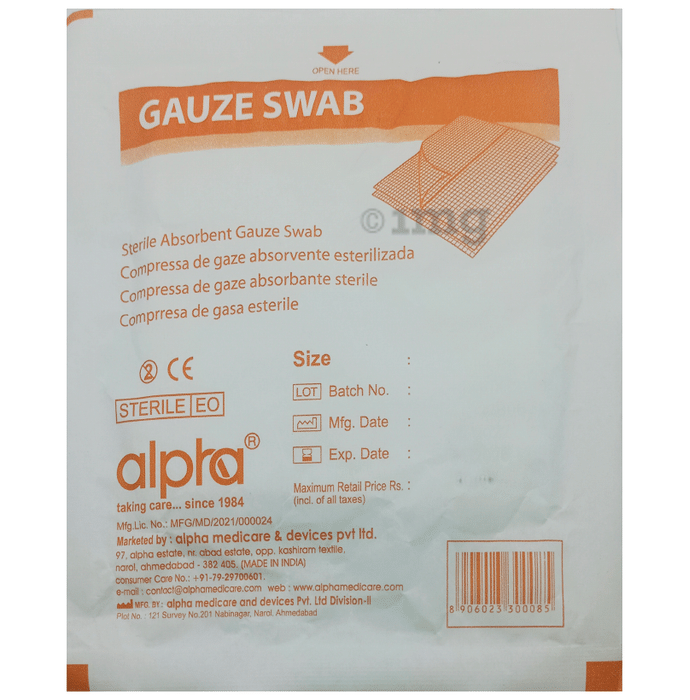 OPEN HERE
GAUZE SWAB
©1mg
Sterile Absorbent Gauze Swab
Compressa de gaze absorvente esterilizada
Compressa de gaze absorbante sterile
Comprresa de gasa esterile
2 CE
STERILE EO
Size :
LOT Batch No. :
Mfg. Date :
Exp. Date :
Maximum Retail Price Rs. :
(incl. of all taxes)
alpha®
taking care... since 1984
Mfg.Lic. No.: MFG/MD/2021/000024
Marketed by : alpha medicare & devices pvt ltd.
97, alpha estate, nr. abad estate, opp. kashiram textile,
narol, ahmedabad - 382 405. (MADE IN INDIA)
consumer Care No.: +91-79-29700601.
e-mail : contact@alphamedicare.com web : www.alphamedicare.com
MFG. BY.: alpha medicare and devices Pvt. Ltd Division-II
Plot No. : 121 Survey No.201 Nabinagar, Narol. Ahmedabad
8 906023 300085